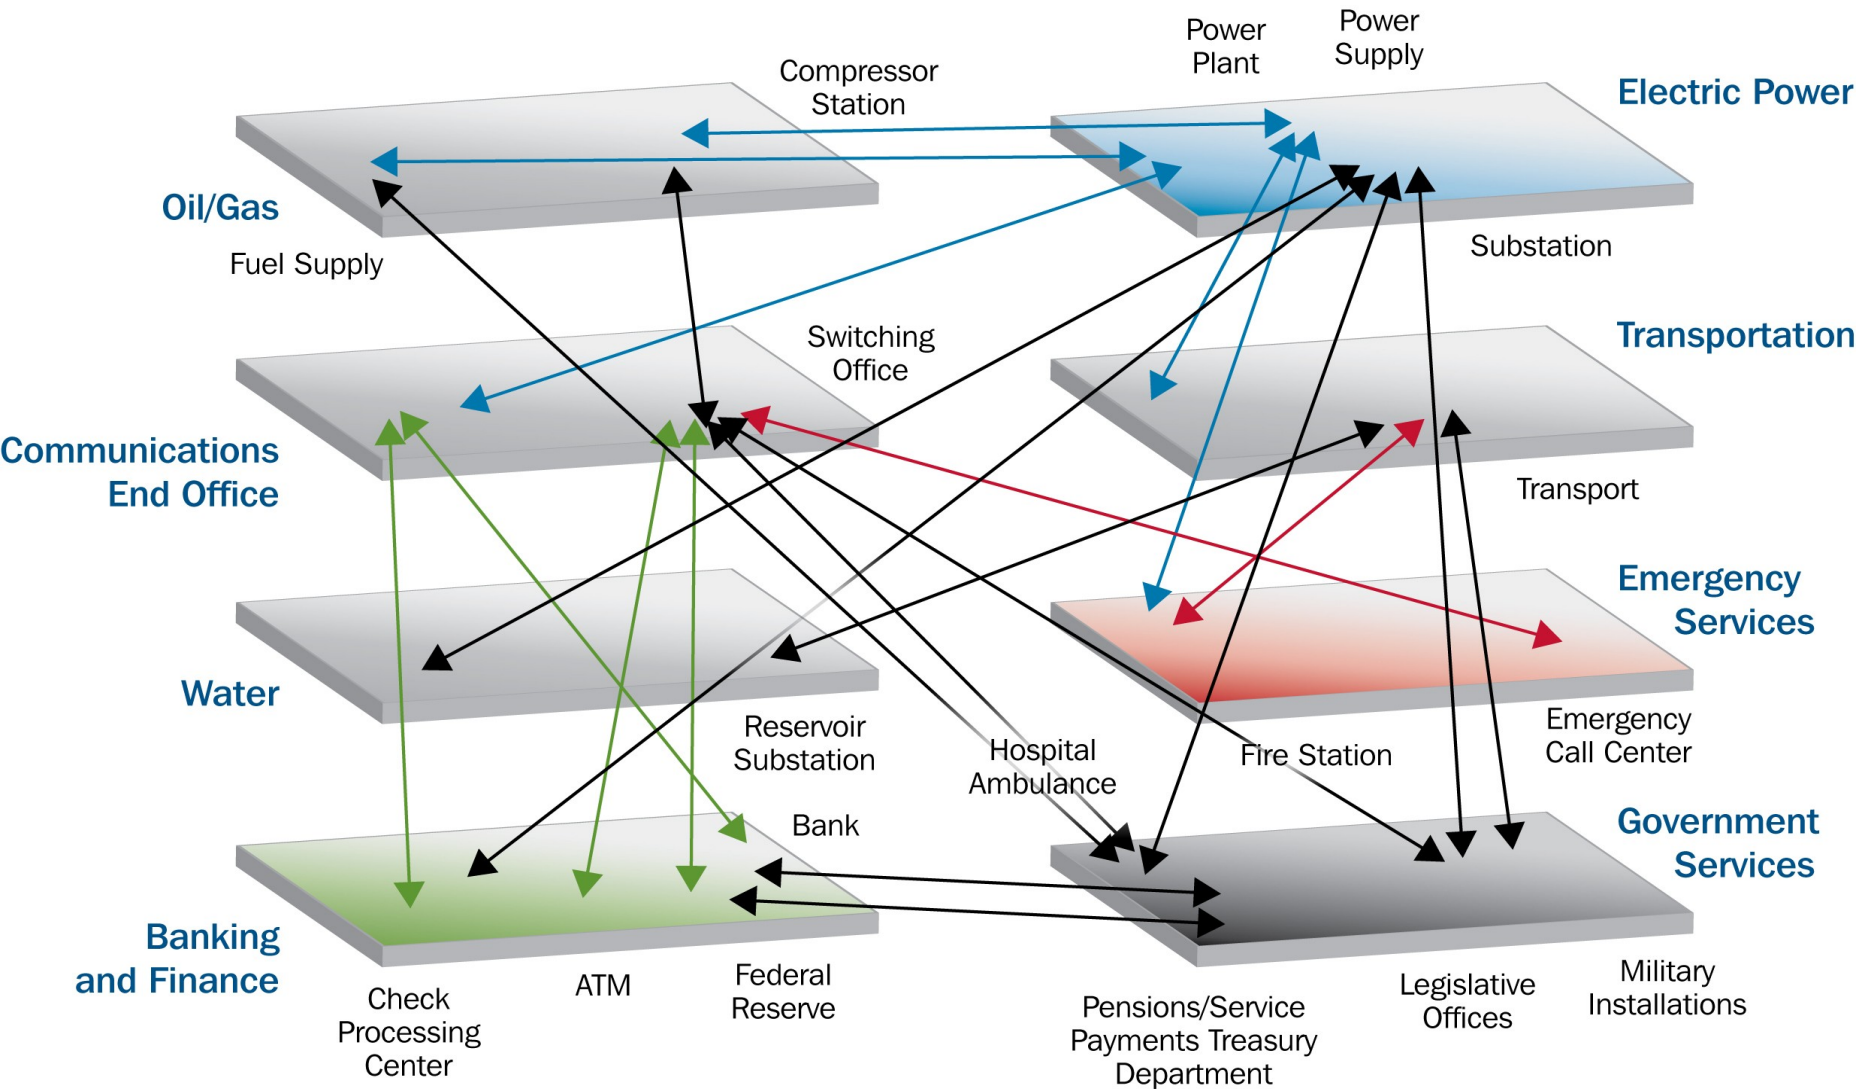 Power
Plant
Power
Supply
Compressor
Station
Electric Power
Oil/Gas
Fuel Supply
Substation
Switching
Office
Transportation
Communications
End Office
Transport
Emergency
Services
Water
Reservoir
Substation
Hospital
Ambulance
Fire Station
Emergency
Call Center
Bank
Government
Services
Banking
and Finance
Check
Processing
Center
ATM
Federal
Reserve
Pensions/Service
Payments Treasury
Department
Legislative
Offices
Military
Installations